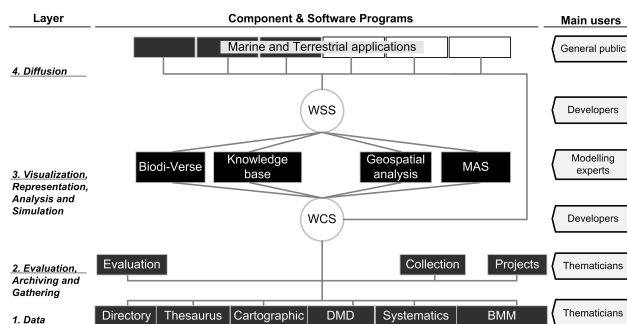 Layer
Component & Software Programs
Main users
Marine and Terrestrial applications
General public
4. Diffusion
WSS
Developers
Biodi-Verse
Knowledge
base
Geospatial
analysis
MAS
Modelling
experts
3. Visualization,
Representation,
Analysis and
Simulation
WCS
Developers
2. Evaluation,
Archiving and
Gathering
Evaluation
Collection
Projects
Thematicians
1. Data
Directory
Thesaurus
Cartographic
DMD
Systematics
BMM
Thematicians